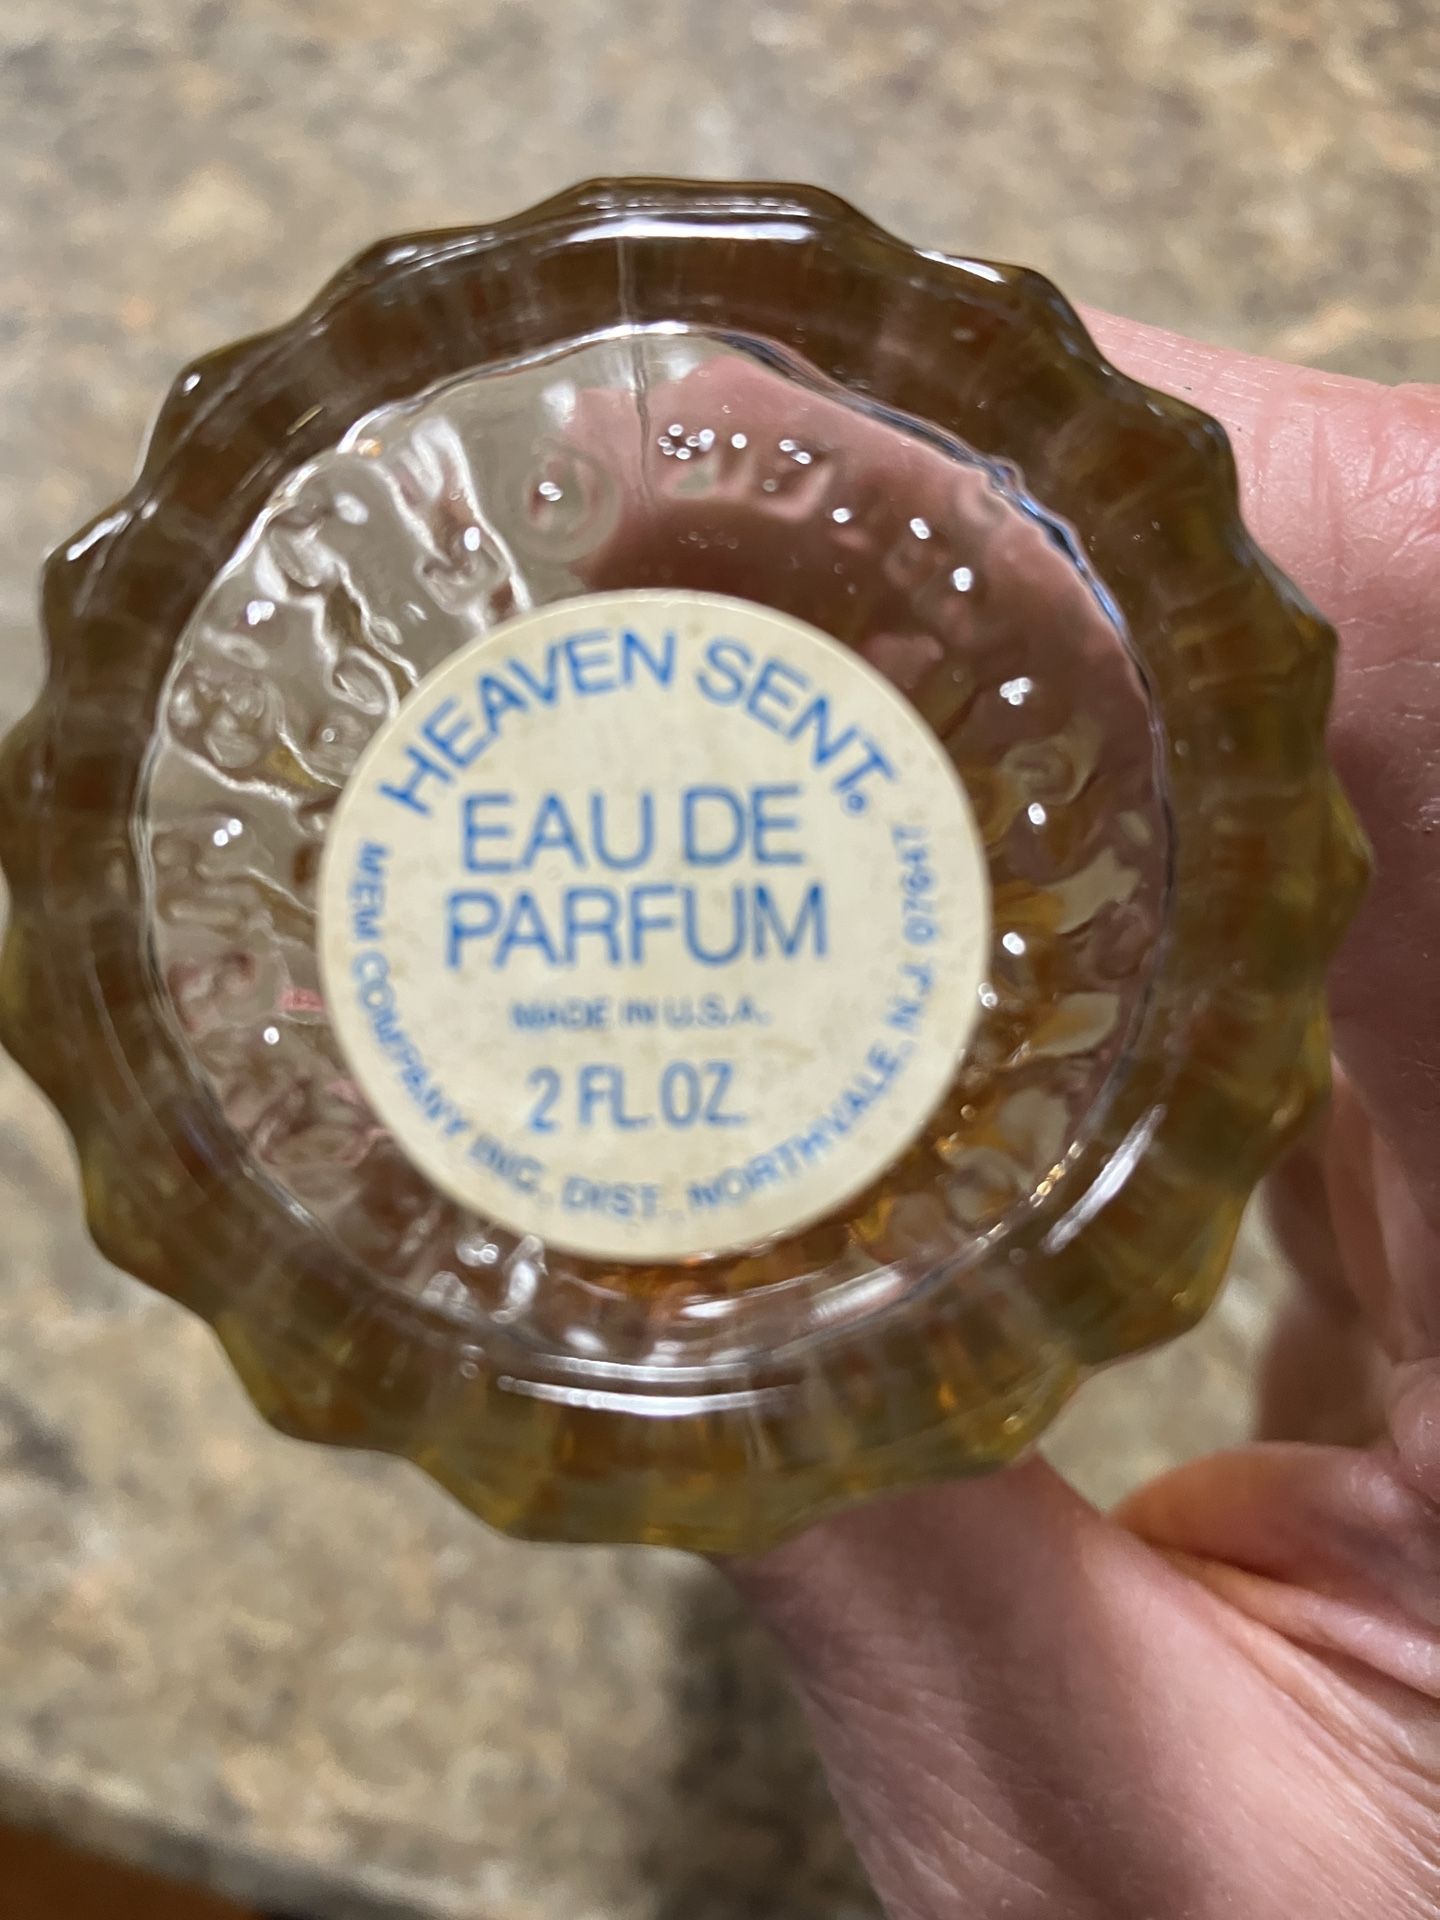 HEAVEN SENT®
EAU DE
PARFUM
MADE IN U.S.A.
2 FL. OZ.
MEM COMPANY INC., DIST., NORTHVALE, N.J. 07647